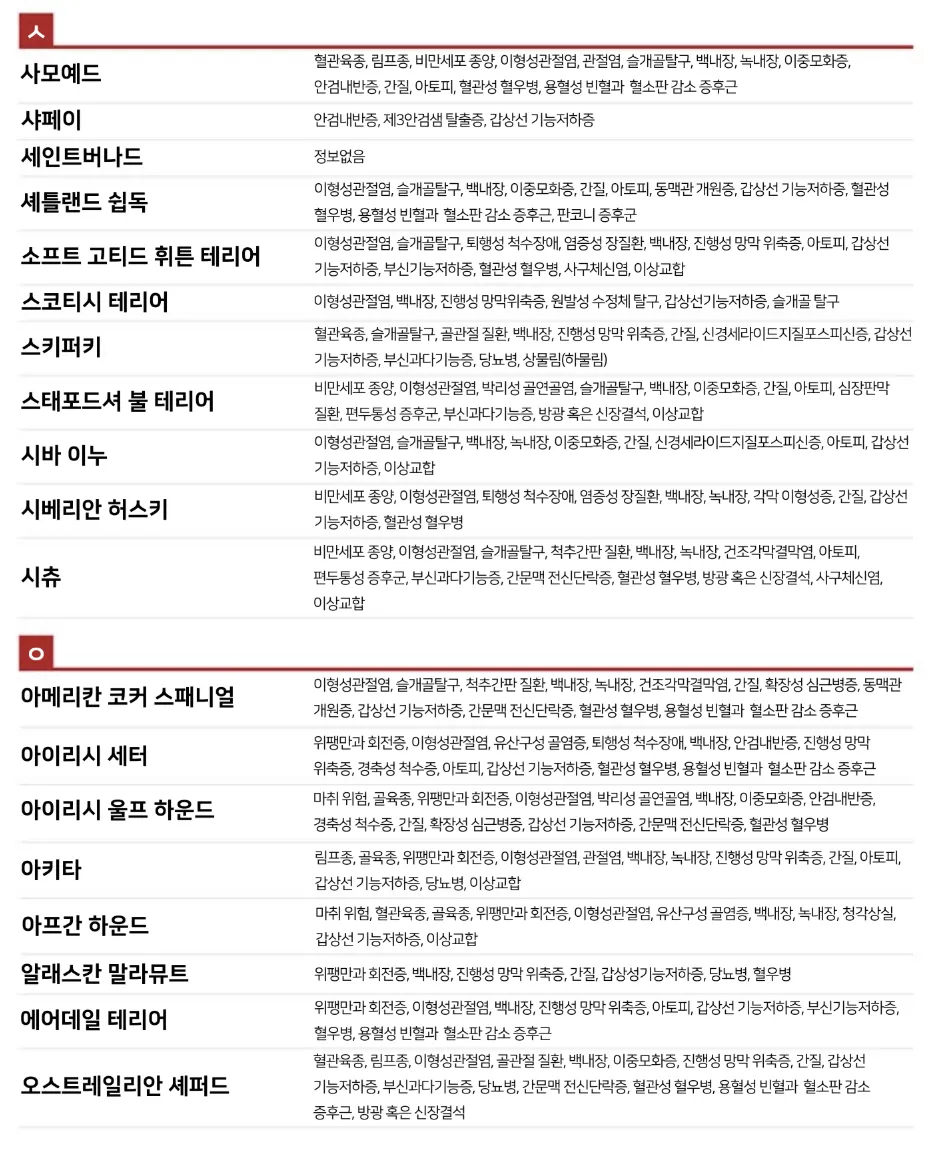 ㅅ
사모예드
혈관육종, 림프종, 비만세포 종양, 이형성관절염, 관절염, 슬개골탈구, 백내장, 녹내장, 이중모화증,
안검내반증, 간질, 아토피, 혈관성 혈우병, 용혈성 빈혈과 혈소판 감소 증후근
샤페이
안검내반증, 제3안검샘 탈출증, 갑상선 기능저하증
세인트버나드
정보없음
셰틀랜드 쉽독
이형성관절염, 슬개골탈구, 백내장, 이중모화증, 간질, 아토피, 동맥관 개원증, 갑상선 기능저하증, 혈관성
혈우병, 용혈성 빈혈과 혈소판 감소 증후근, 판코니 증후군
소프트 고티드 휘튼 테리어
이형성관절염, 슬개골탈구, 퇴행성 척수장애, 염증성 장질환, 백내장, 진행성 망막 위축증, 아토피, 갑상선
기능저하증, 부신기능저하증, 혈관성 혈우병, 사구체신염, 이상교합
스코티시 테리어
이형성관절염, 백내장, 진행성 망막위축증, 원발성 수정체 탈구, 갑상선기능저하증, 슬개골 탈구
스키퍼키
혈관육종, 슬개골탈구, 골관절 질환, 백내장, 진행성 망막 위축증, 간질, 신경세라이드지질포스피신증, 갑상선
기능저하증, 부신과다기능증, 당뇨병, 상물림(하물림)
스태포드셔 불 테리어
비만세포 종양, 이형성관절염, 박리성 골연골염, 슬개골탈구, 백내장, 이중모화증, 간질, 아토피, 심장판막
질환, 편두통성 증후군, 부신과다기능증, 방광 혹은 신장결석, 이상교합
시바 이누
이형성관절염, 슬개골탈구, 백내장, 녹내장, 이중모화증, 간질, 신경세라이드지질포스피신증, 아토피, 갑상선
기능저하증, 이상교합
시베리안 허스키
비만세포 종양, 이형성관절염, 퇴행성 척수장애, 염증성 장질환, 백내장, 녹내장, 각막 이형성증, 간질, 갑상선
기능저하증, 혈관성 혈우병
시츄
비만세포 종양, 이형성관절염, 슬개골탈구, 척추간판 질환, 백내장, 녹내장, 건조각막결막염, 아토피,
편두통성 증후군, 부신과다기능증, 간문맥 전신단락증, 혈관성 혈우병, 방광 혹은 신장결석, 사구체신염,
이상교합
ㅇ
아메리칸 코커 스패니얼
이형성관절염, 슬개골탈구, 척추간판 질환, 백내장, 녹내장, 건조각막결막염, 간질, 확장성 심근병증, 동맥관
개원증, 갑상선 기능저하증, 간문맥 전신단락증, 혈관성 혈우병, 용혈성 빈혈과 혈소판 감소 증후근
아이리시 세터
위팽만과 회전증, 이형성관절염, 유산구성 골염증, 퇴행성 척수장애, 백내장, 안검내반증, 진행성 망막
위축증, 경축성 척수증, 아토피, 갑상선 기능저하증, 혈관성 혈우병, 용혈성 빈혈과 혈소판 감소 증후근
아이리시 울프 하운드
마취 위험, 골육종, 위팽만과 회전증, 이형성관절염, 박리성 골연골염, 백내장, 이중모화증, 안검내반증,
경축성 척수증, 간질, 확장성 심근병증, 갑상선 기능저하증, 간문맥 전신단락증, 혈관성 혈우병
아키타
림프종, 골육종, 위팽만과 회전증, 이형성관절염, 관절염, 백내장, 녹내장, 진행성 망막 위축증, 간질, 아토피,
갑상선 기능저하증, 당뇨병, 이상교합
아프간 하운드
마취 위험, 혈관육종, 골육종, 위팽만과 회전증, 이형성관절염, 유산구성 골염증, 백내장, 녹내장, 청각상실,
갑상선 기능저하증, 이상교합
알래스칸 말라뮤트
위팽만과 회전증, 백내장, 진행성 망막 위축증, 간질, 갑상성기능저하증, 당뇨병, 혈우병
에어데일 테리어
위팽만과 회전증, 이형성관절염, 백내장, 진행성 망막 위축증, 아토피, 갑상선 기능저하증, 부신기능저하증,
혈우병, 용혈성 빈혈과 혈소판 감소 증후근
오스트레일리안 셰퍼드
혈관육종, 림프종, 이형성관절염, 골관절 질환, 백내장, 이중모화증, 진행성 망막 위축증, 간질, 갑상선
기능저하증, 부신과다기능증, 당뇨병, 간문맥 전신단락증, 혈관성 혈우병, 용혈성 빈혈과 혈소판 감소
증후근, 방광 혹은 신장결석